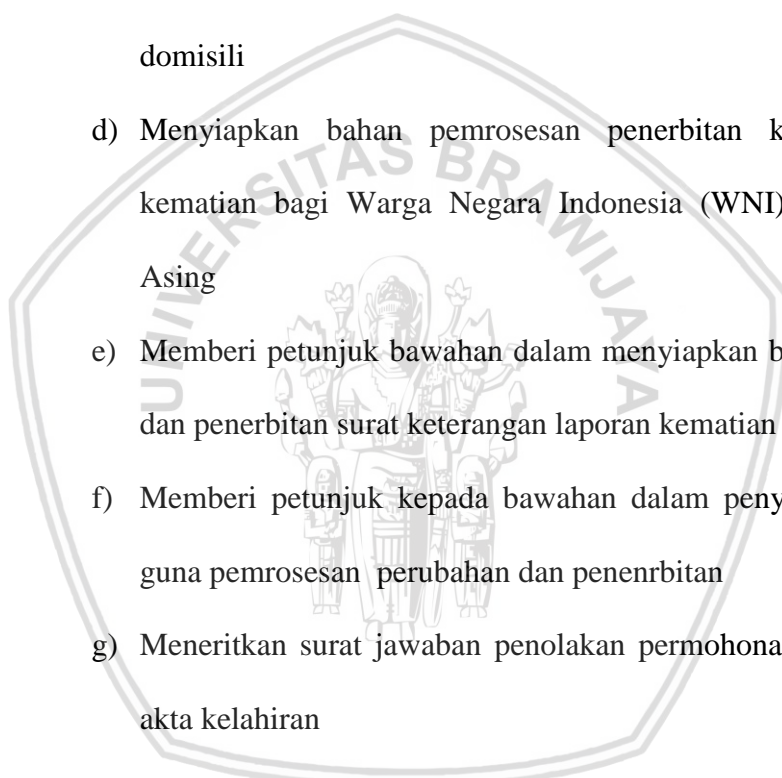 domisili
d) Menyiapkan bahan pemrosesan penerbitan
kematian bagi Warga Negara Indonesia (WNI)
Asing
e) Memberi petunjuk bawahan dalam menyiapkan
dan penerbitan surat keterangan laporan kematian
f) Memberi petunjuk kepada bawahan dalam
guna pemrosesan perubahan dan penenrbitan
g) Meneritkan surat jawaban penolakan
akta kelahiran
UNIVERSITAS BRAWIJAYA